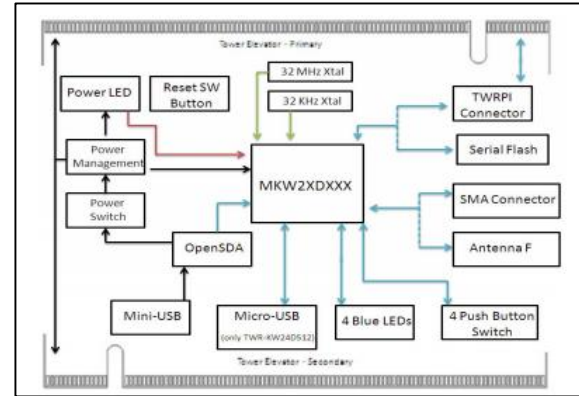 Tower Elevator - Primary
Power LED
Reset SW
Button
32 MHz Xtal
32 KHz Xtal
TWRPI
Connector
Serial Flash
Power
Management
MKW2XDXXX
Power
Switch
SMA Connector
OpenSDA
Antenna F
Mini-USB
Micro-USB
(only TWR-KW24D512)
4 Blue LEDs
4 Push Button
Switch
Tower Elevator - Secondary